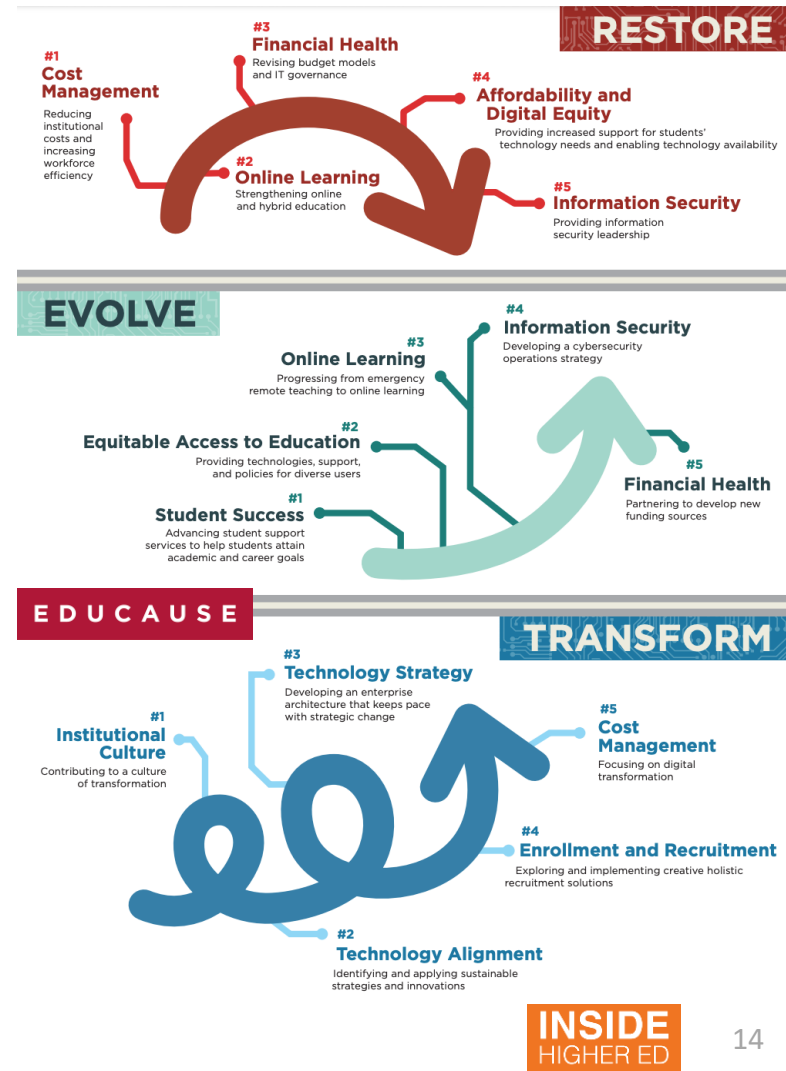 RESTORE
#1
Cost
Management
Reducing
institutional
costs and
increasing
workforce
efficiency
#2
Online Learning
Strengthening online
and hybrid education
#3
Financial Health
Revising budget models
and IT governance
#4
Affordability and
Digital Equity
Providing increased support for students’
technology needs and enabling technology availability
#5
Information Security
Providing information
security leadership
EVOLVE
#1
Student Success
Advancing student support
services to help students attain
academic and career goals
#2
Equitable Access to Education
Providing technologies, support,
and policies for diverse users
#3
Online Learning
Progressing from emergency
remote teaching to online learning
#4
Information Security
Developing a cybersecurity
operations strategy
#5
Financial Health
Partnering to develop new
funding sources
EDUCAUSE
TRANSFORM
#1
Institutional
Culture
Contributing to a culture
of transformation
#2
Technology Alignment
Identifying and applying sustainable
strategies and innovations
#3
Technology Strategy
Developing an enterprise
architecture that keeps pace
with strategic change
#4
Enrollment and Recruitment
Exploring and implementing creative holistic
recruitment solutions
#5
Cost
Management
Focusing on digital
transformation
INSIDE
HIGHER ED
14